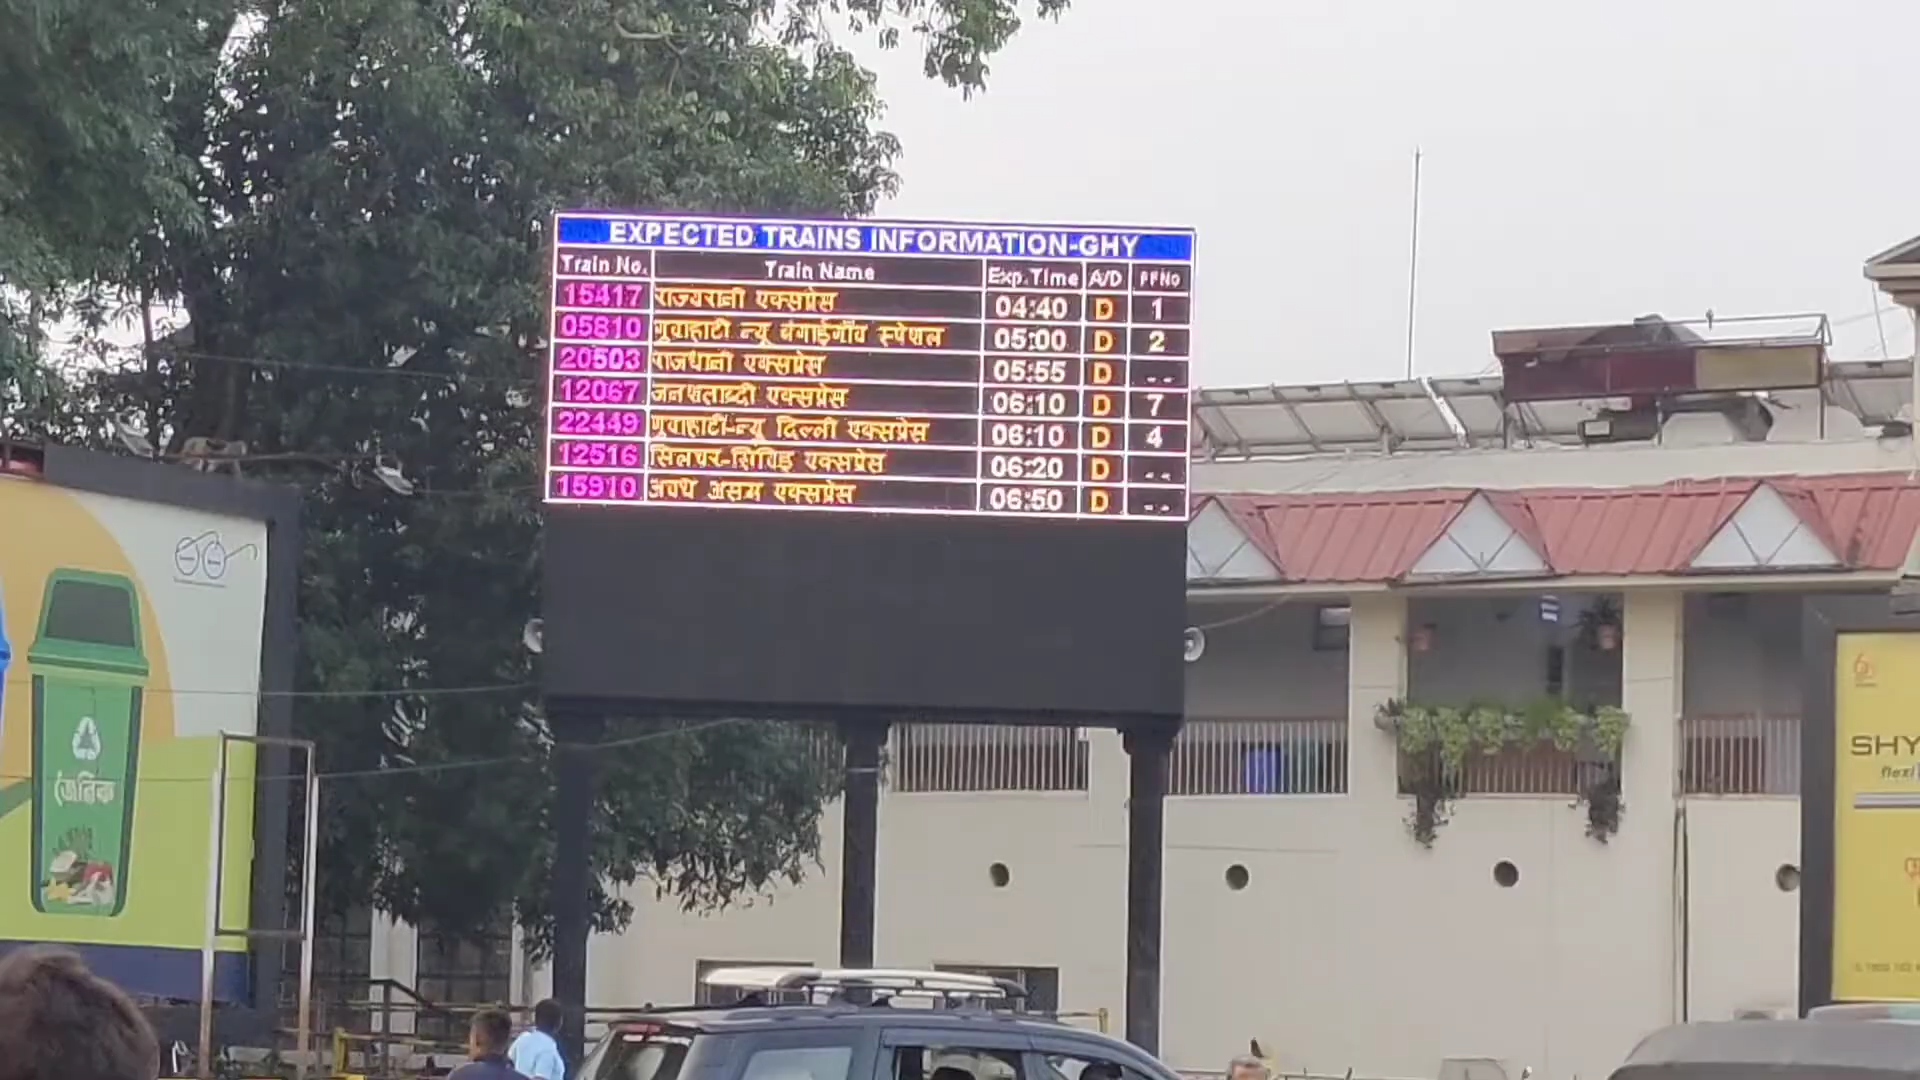 EXPECTED TRAINS INFORMATION-GHY
Train No. Train Name Exp.Time A/D PFNo
15417 राज्यरानी एक्सप्रेस 04:40 D 1
05810 गुवाहाटी न्यू बंगाईगाँव स्पेशल 05:00 D 2
20503 राजधानी एक्सप्रेस 05:55 D --
12067 जनशताब्दी एक्सप्रेस 06:10 D 7
22449 गुवाहाटी-न्यू दिल्ली एक्सप्रेस 06:10 D 4
12516 सिलचर-एक्सप्रेस 06:20 D --
15910 अवध असम एक्सप्रेस 06:50 D --
জৈৱিক
SHY
flexi